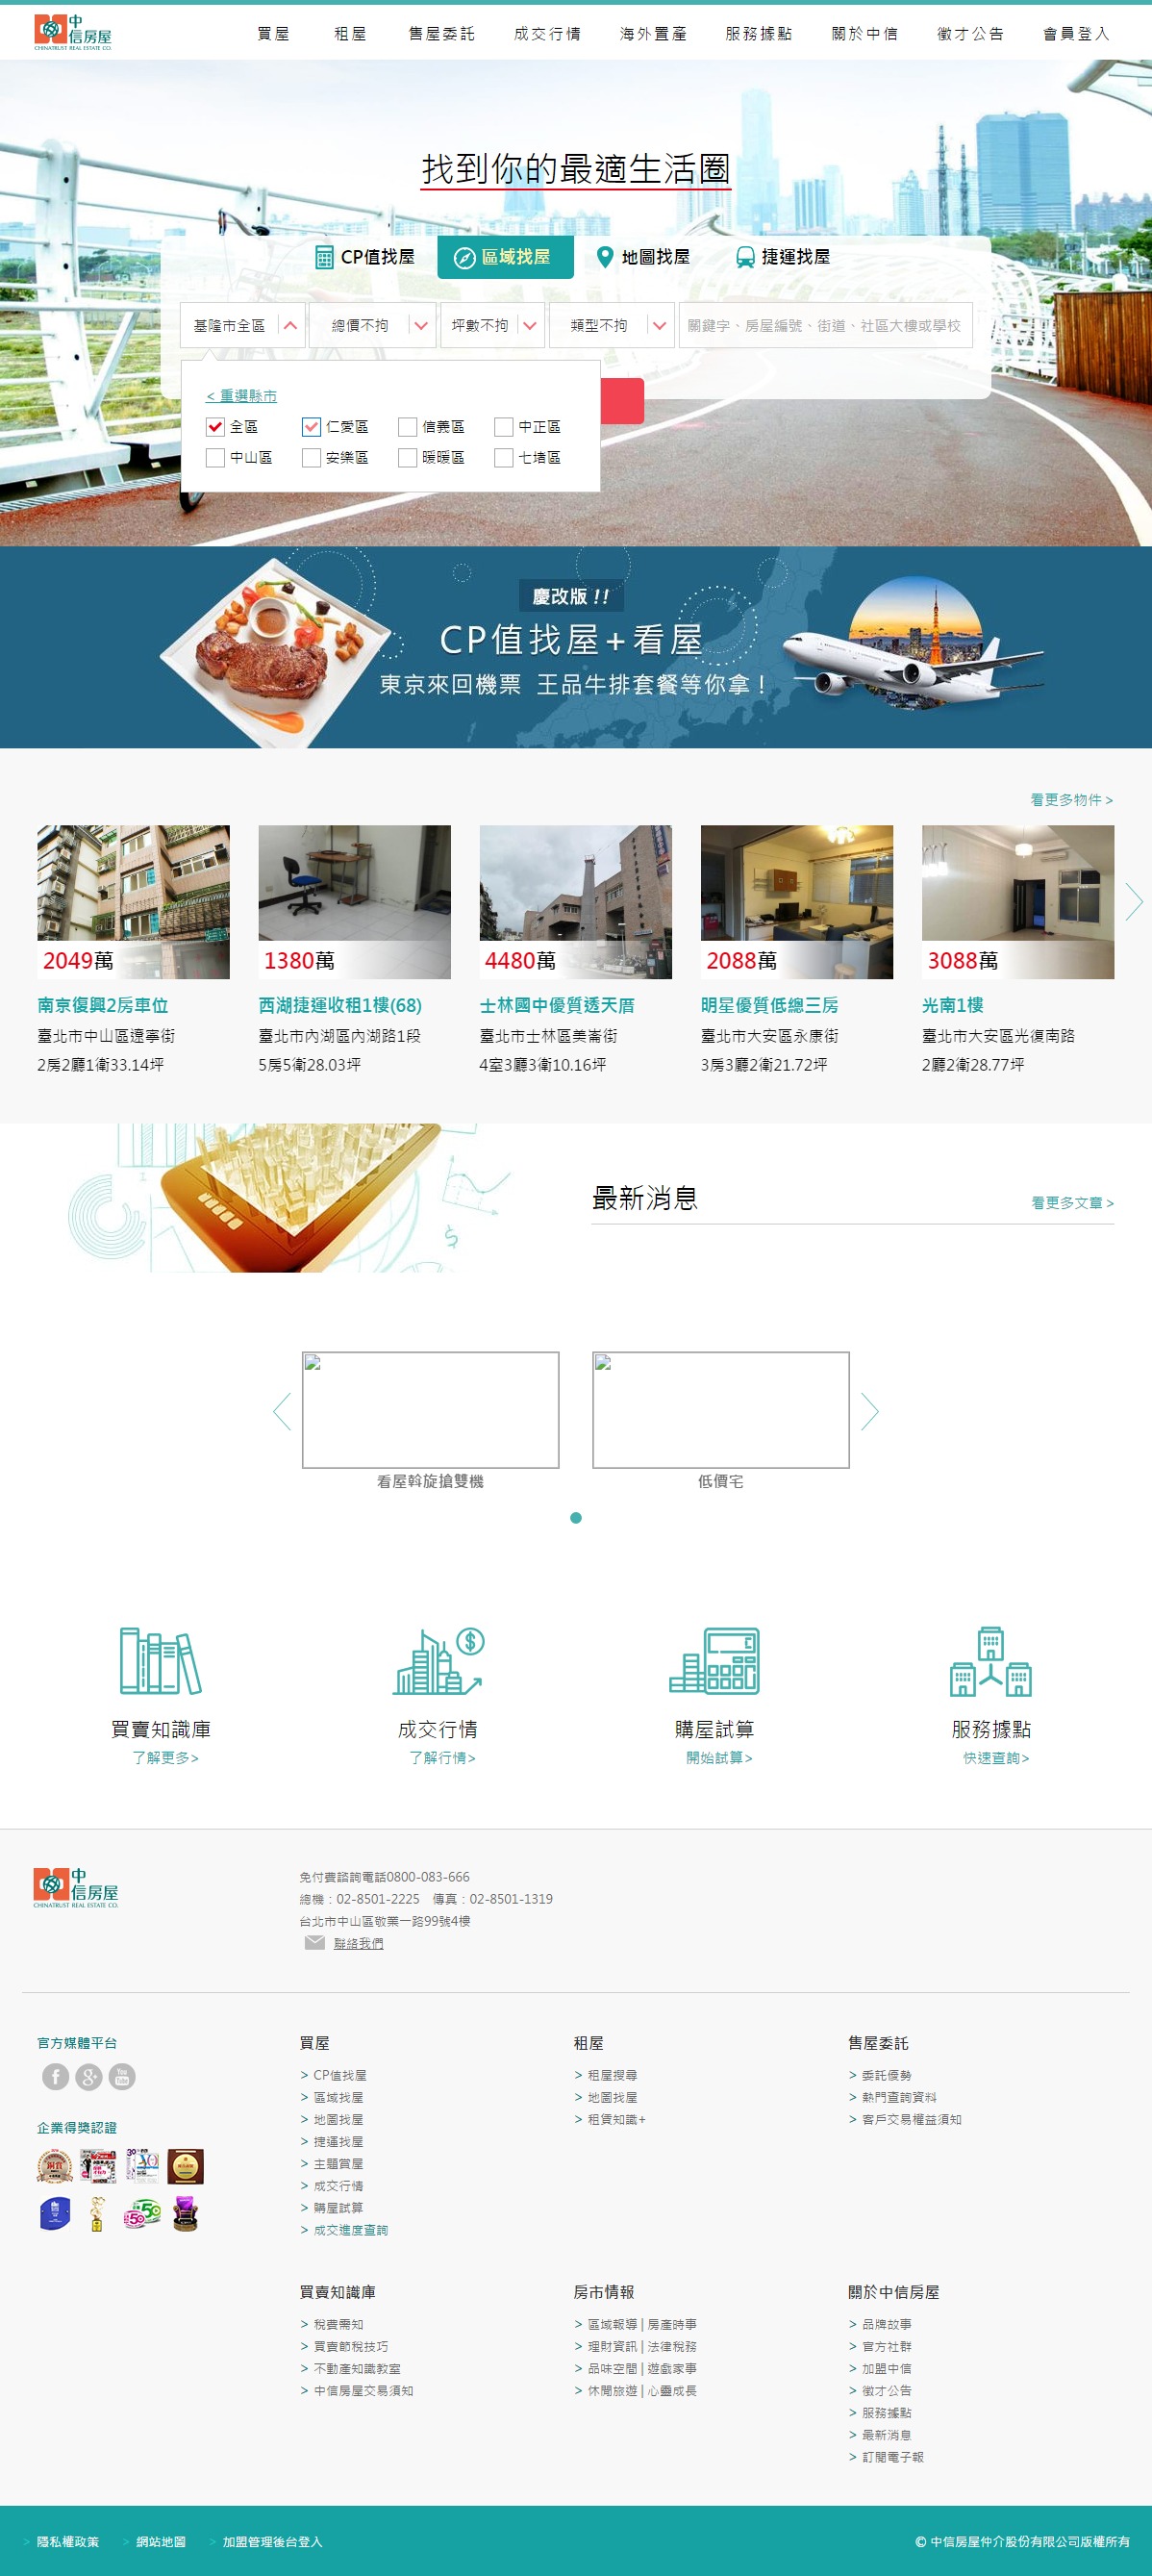 中信房屋
CHINATRUST REAL ESTATE CO.
買屋 租屋 售屋委託 成交行情 海外置產 服務據點 關於中信 徵才公告 會員登入
找到你的最適生活圈
CP值找屋 區域找屋 地圖找屋 捷運找屋
基隆市全區 總價不拘 坪數不拘 類型不拘 關鍵字、房屋編號、街道、社區大樓或學校
< 重選縣市
全區 仁愛區 信義區 中正區
中山區 安樂區 暖暖區 七堵區
慶改版 !!
CP值找屋+看屋
東京來回機票 王品牛排套餐等你拿！
看更多物件 >
2049萬 1380萬 4480萬 2088萬 3088萬
南京復興2房車位 西湖捷運收租1樓(68) 士林國中優質透天厝 明星優質低總三房 光南1樓
臺北市中山區遼寧街 臺北市內湖區內湖路1段 臺北市士林區美崙街 臺北市大安區永康街 臺北市大安區光復南路
2房2廳1衛33.14坪 5房5衛28.03坪 4室3廳3衛10.16坪 3房3廳2衛21.72坪 2廳2衛28.77坪
最新消息 看更多文章 >
看屋斡旋搶雙機 低價宅
買賣知識庫 成交行情 購屋試算 服務據點
了解更多> 了解行情> 開始試算> 快速查詢>
中信房屋
CHINATRUST REAL ESTATE CO.
免付費諮詢電話0800-083-666
總機：02-8501-2225 傳真：02-8501-1319
台北市中山區敬業一路99號4樓
聯絡我們
官方媒體平台
企業得獎認證
買屋
> CP值找屋
> 區域找屋
> 地圖找屋
> 捷運找屋
> 主題賞屋
> 成交行情
> 購屋試算
> 成交進度查詢
租屋
> 租屋搜尋
> 地圖找屋
> 租賃知識+
售屋委託
> 委託優勢
> 熱門查詢資料
> 客戶交易權益須知
買賣知識庫
> 稅費需知
> 買賣節稅技巧
> 不動產知識教室
> 中信房屋交易須知
房市情報
> 區域報導 | 房產時事
> 理財資訊 | 法律稅務
> 品味空間 | 遊戲家事
> 休閒旅遊 | 心靈成長
關於中信房屋
> 品牌故事
> 官方社群
> 加盟中信
> 徵才公告
> 服務據點
> 最新消息
> 訂閱電子報
> 隱私權政策 > 網站地圖 > 加盟管理後台登入 © 中信房屋仲介股份有限公司版權所有